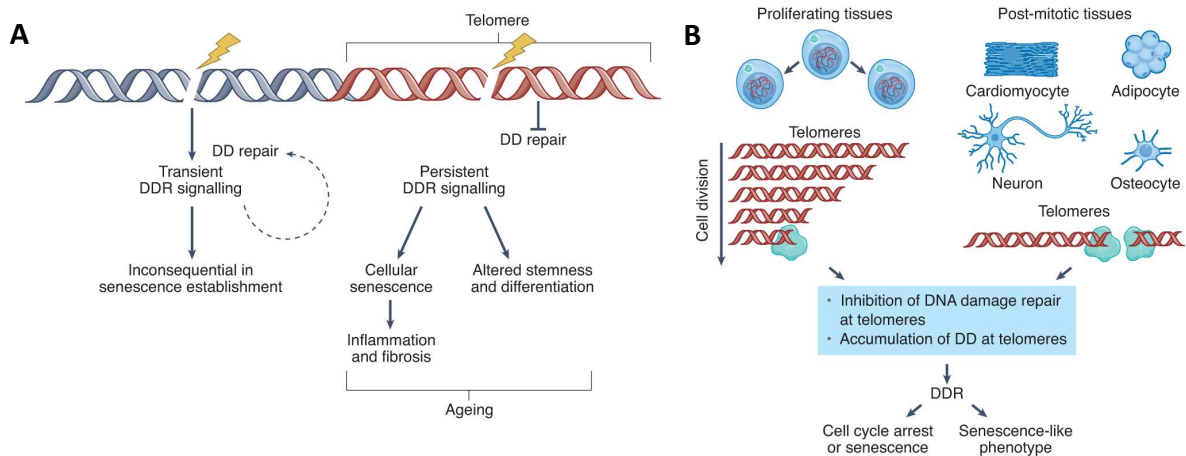 A
Telomere
DD repair
DD repair
Transient
DDR signalling
Persistent
DDR signalling
Inconsequential in
senescence establishment
Cellular
senescence
Altered stemness
and differentiation
Inflammation
and fibrosis
Ageing
B
Proliferating tissues
Post-mitotic tissues
Cardiomyocyte
Adipocyte
Neuron
Osteocyte
Telomeres
Cell division
Telomeres
• Inhibition of DNA damage repair
at telomeres
• Accumulation of DD at telomeres
DDR
Cell cycle arrest
or senescence
Senescence-like
phenotype